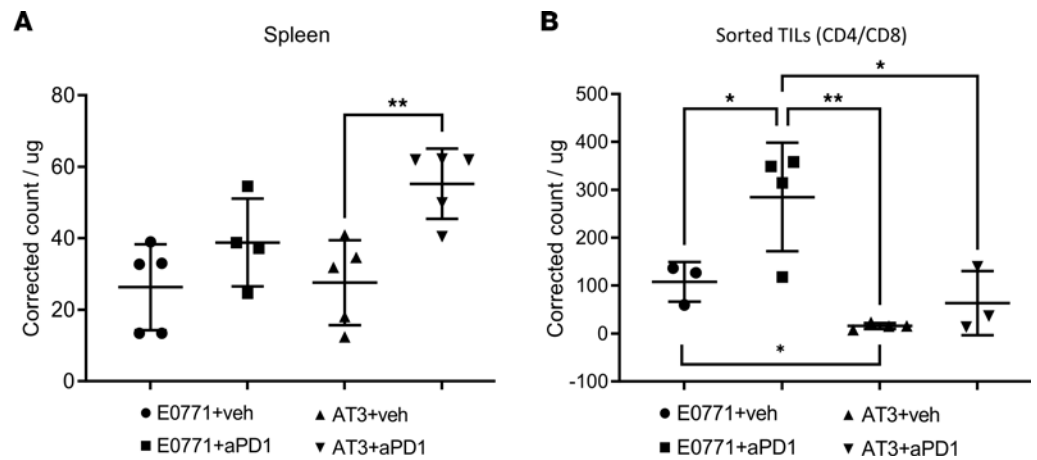 A
Spleen
Corrected count / ug
80
60
40
20
0
**
E0771+veh
AT3+veh
E0771+aPD1
AT3+aPD1
B
Sorted TILs (CD4/CD8)
Corrected count / ug
500
400
300
200
100
0
-100
*
* **
*
E0771+veh
AT3+veh
E0771+aPD1
AT3+aPD1